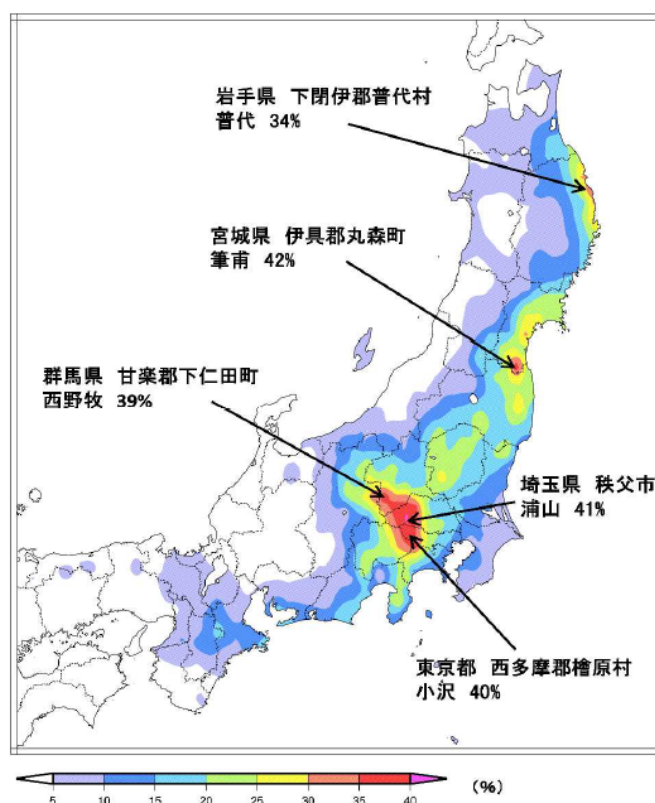 岩手県 下閉伊郡普代村
普代 34%
宮城県 伊具郡丸森町
筆甫 42%
群馬県 甘楽郡下仁田町
西野牧 39%
埼玉県 秩父市
浦山 41%
東京都 西多摩郡檜原村
小沢 40%
5 10 15 20 25 30 35 40 (%)